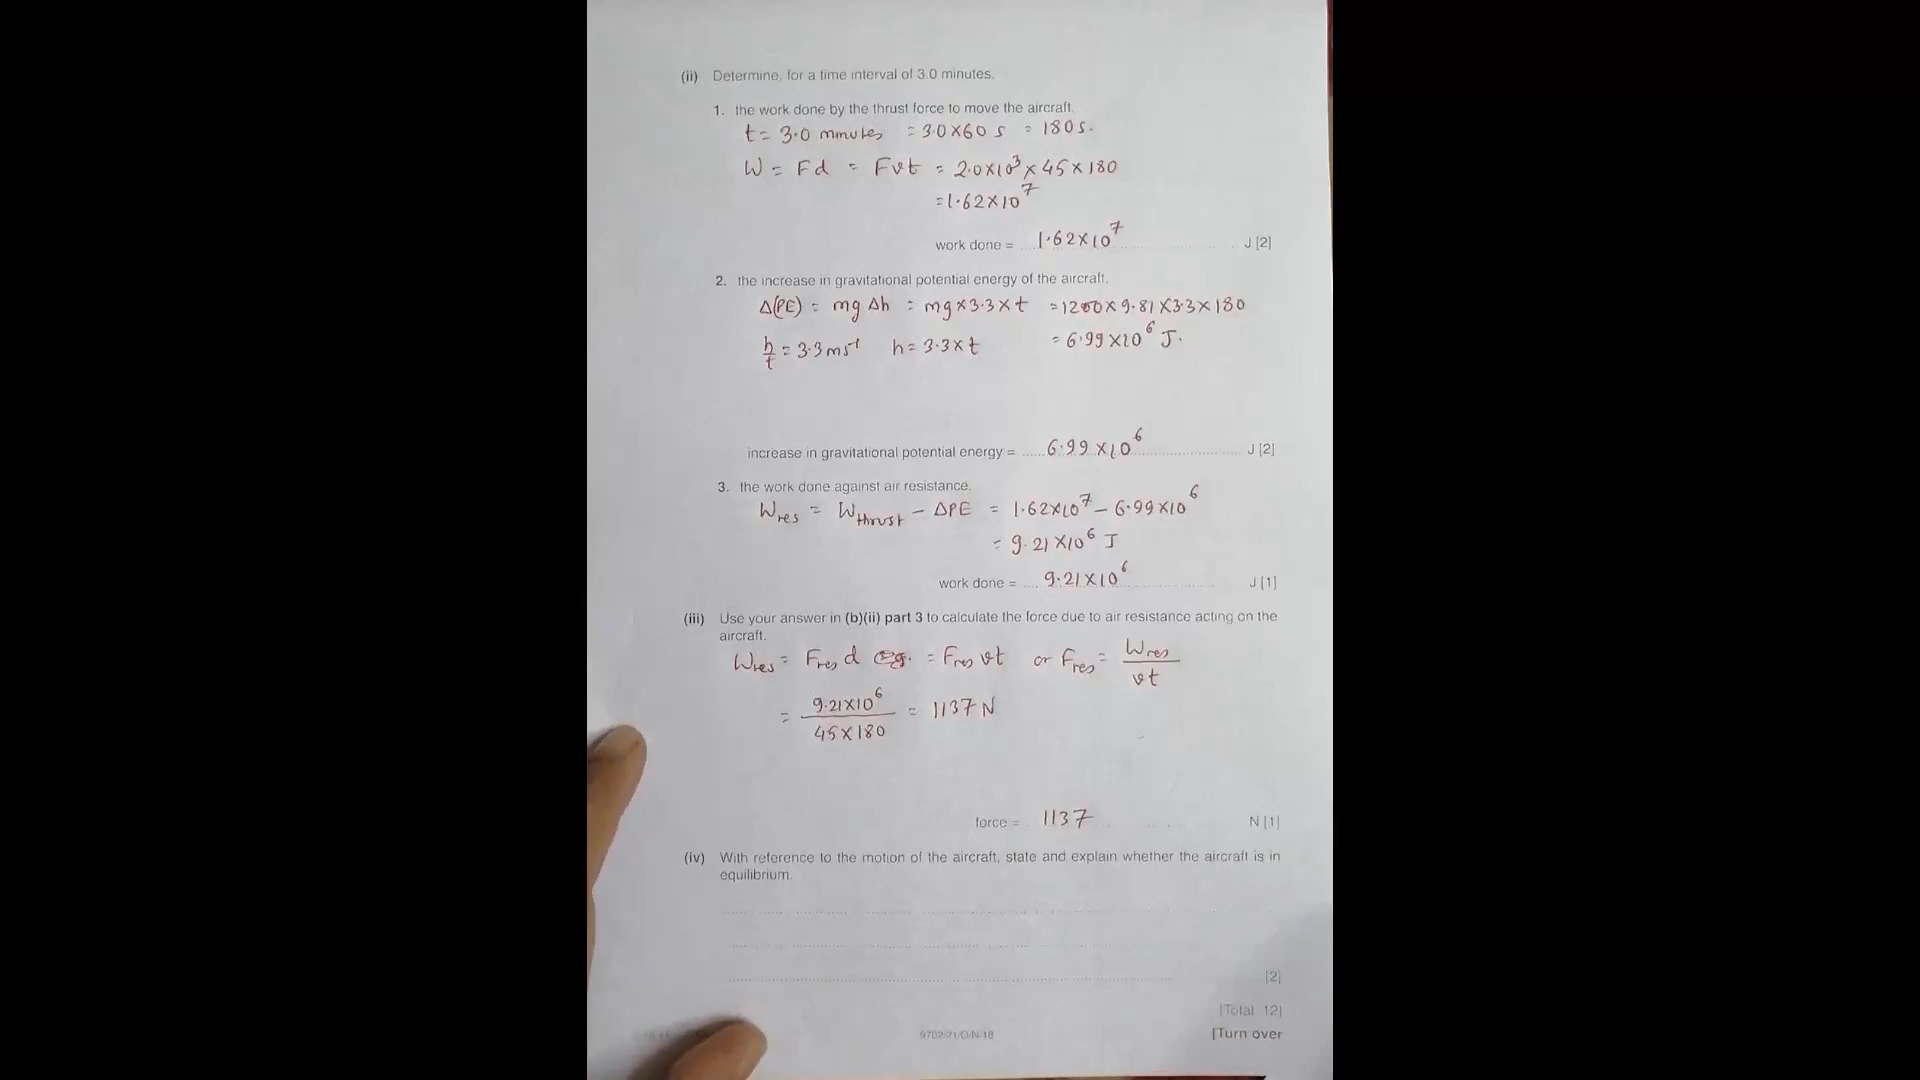 (ii) Determine, for a time interval of 3.0 minutes,
1. the work done by the thrust force to move the aircraft,
t = 3.0 minutes = 3.0×60 s = 180 s.
W = Fd = Fvt = 2.0×10³ × 45 × 180
= 1.62×10⁷
work done = 1.62×10⁷ J [2]
2. the increase in gravitational potential energy of the aircraft,
Δ(PE) = mgΔh = mg×3.3×t = 1200×9.81×3.3×180
h/t = 3.3 ms⁻¹ h = 3.3×t = 6.99×10⁶ J.
increase in gravitational potential energy = 6.99×10⁶ J [2]
3. the work done against air resistance.
Wres = Wthrust − ΔPE = 1.62×10⁷ − 6.99×10⁶
= 9.21×10⁶ J
work done = 9.21×10⁶ J [1]
(iii) Use your answer in (b)(ii) part 3 to calculate the force due to air resistance acting on the
aircraft.
Wres = Fres d = Fres vt or Fres = Wres/vt
= 9.21×10⁶/45×180 = 1137 N
force = 1137 N [1]
(iv) With reference to the motion of the aircraft, state and explain whether the aircraft is in
equilibrium.
[2]
[Total: 12]
9702/21/O/N/18 [Turn over